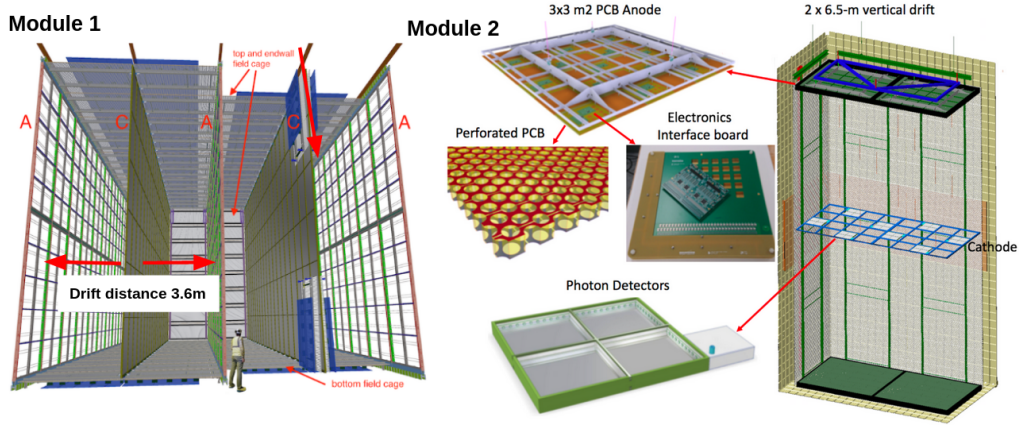 Module 1
top and endwall
field cage
A
C
A
C
A
Drift distance 3.6m
bottom field cage
Module 2
3x3 m2 PCB Anode
2 x 6.5-m vertical drift
Perforated PCB
Electronics
Interface board
Cathode
Photon Detectors